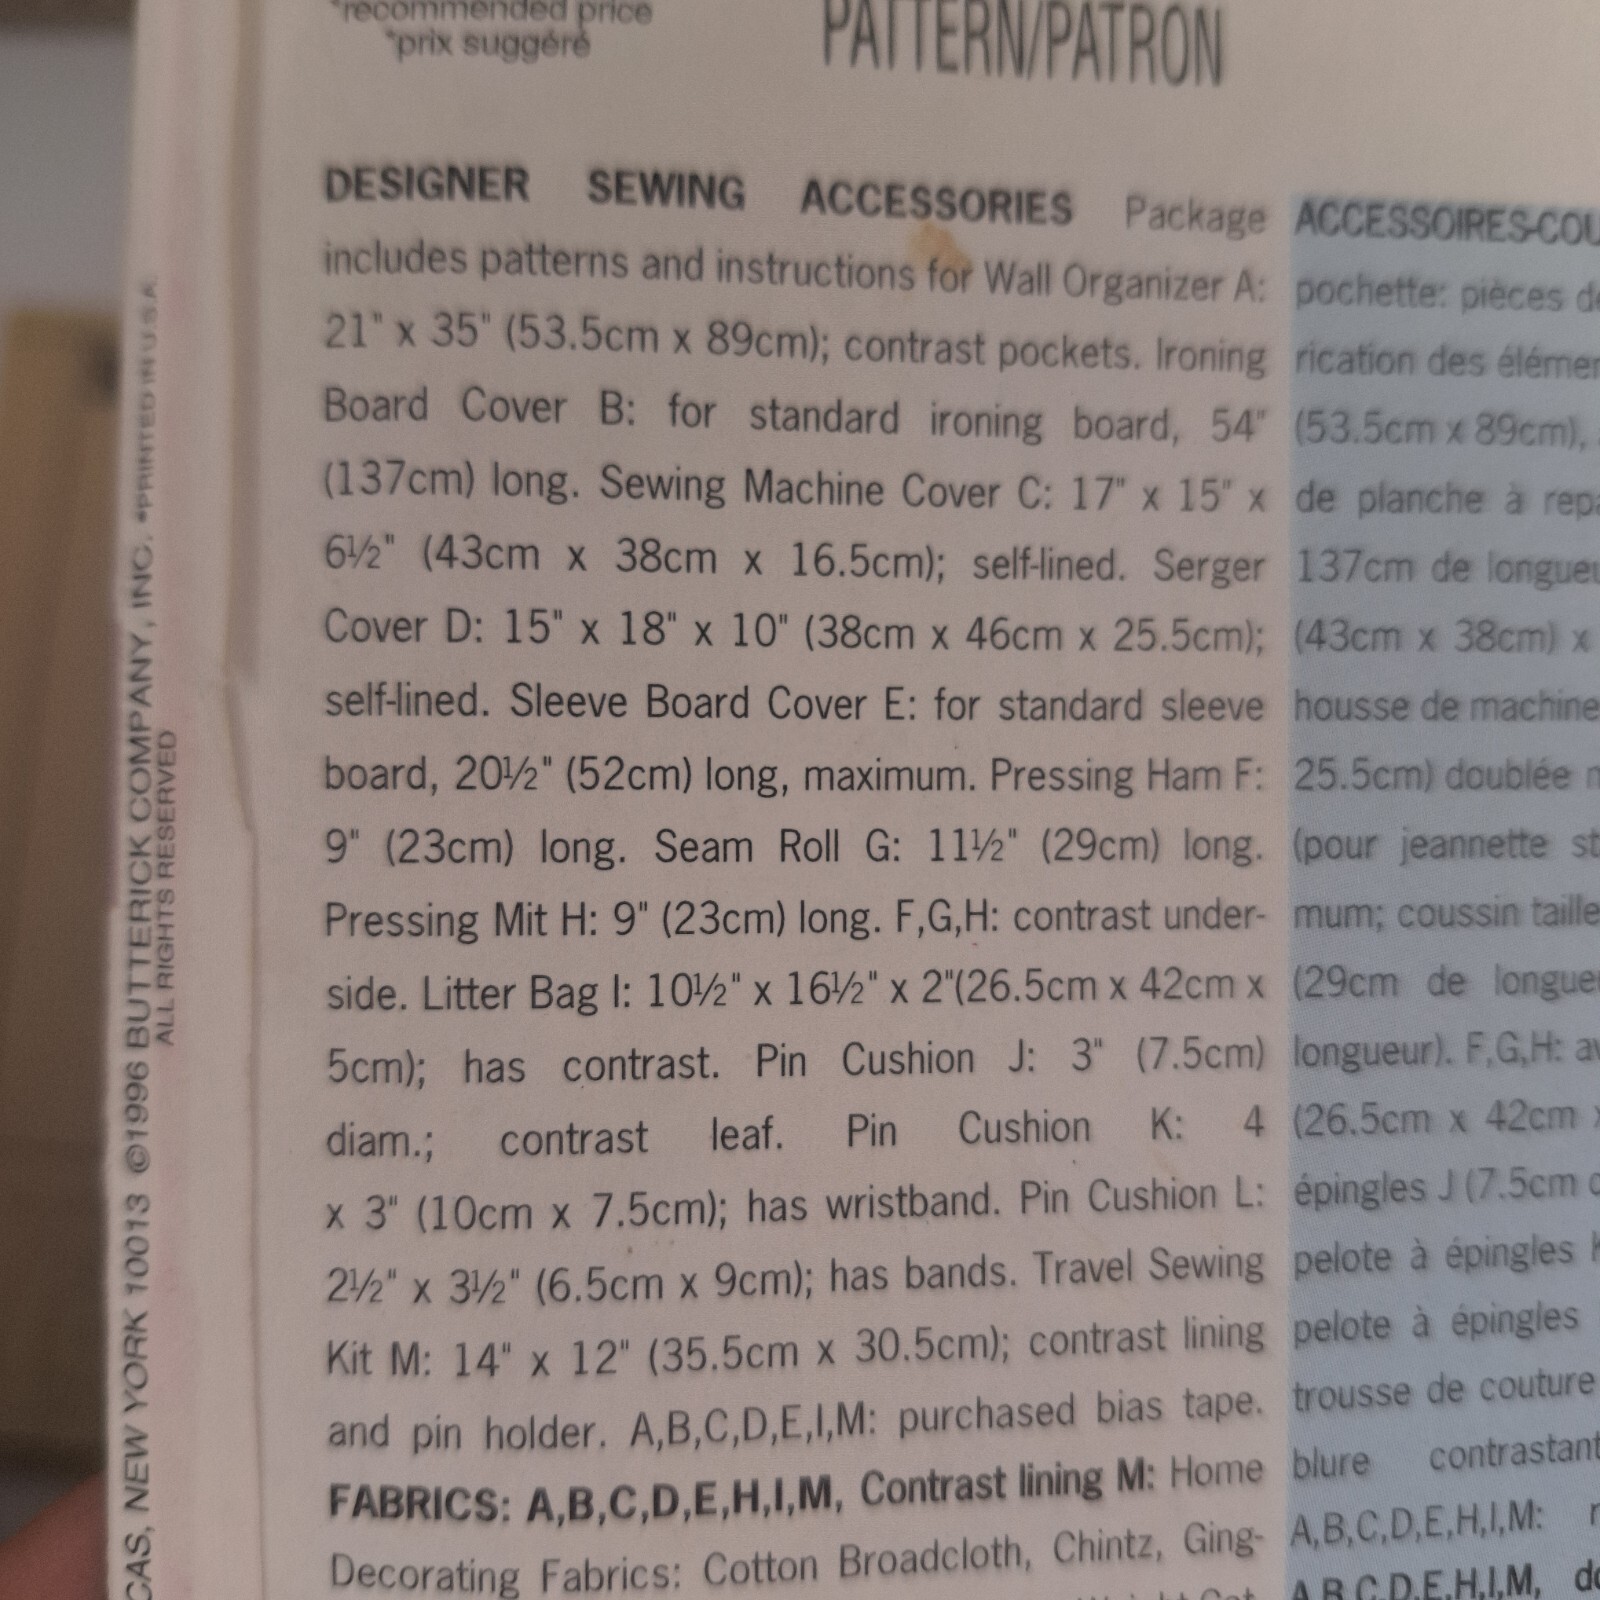 *recommended price
*prix suggéré
PATTERN/PATRON
DESIGNER SEWING ACCESSORIES Package
includes patterns and instructions for Wall Organizer A:
21" x 35" (53.5cm x 89cm); contrast pockets. Ironing
Board Cover B: for standard ironing board, 54"
(137cm) long. Sewing Machine Cover C: 17" x 15" x
6½" (43cm x 38cm x 16.5cm); self-lined. Serger
Cover D: 15" x 18" x 10" (38cm x 46cm x 25.5cm);
self-lined. Sleeve Board Cover E: for standard sleeve
board, 20½" (52cm) long, maximum. Pressing Ham F:
9" (23cm) long. Seam Roll G: 11½" (29cm) long.
Pressing Mit H: 9" (23cm) long. F,G,H: contrast under-
side. Litter Bag I: 10½" x 16½" x 2"(26.5cm x 42cm x
5cm); has contrast. Pin Cushion J: 3" (7.5cm)
diam.; contrast leaf. Pin Cushion K: 4
x 3" (10cm x 7.5cm); has wristband. Pin Cushion L:
2½" x 3½" (6.5cm x 9cm); has bands. Travel Sewing
Kit M: 14" x 12" (35.5cm x 30.5cm); contrast lining
and pin holder. A,B,C,D,E,I,M: purchased bias tape.
FABRICS: A,B,C,D,E,H,I,M, Contrast lining M: Home
Decorating Fabrics: Cotton Broadcloth, Chintz, Ging-
ACCESSOIRES-COU
pochette: pièces de
rication des élémen
(53.5cm x 89cm),
de planche à repa
137cm de longueu
(43cm x 38cm) x
housse de machine
25.5cm) doublée
(pour jeannette st
mum; coussin taille
(29cm de longueu
longueur). F,G,H: av
(26.5cm x 42cm x
épingles J (7.5cm
pelote à épingles
pelote à épingles
trousse de couture
blure contrastant
A,B,C,D,E,H,I,M:
A,B,C,D,E,H,I,M, do
CAS, NEW YORK 10013 ©1996 BUTTERICK COMPANY, INC. •PRINTED IN U.S.A.
ALL RIGHTS RESERVED